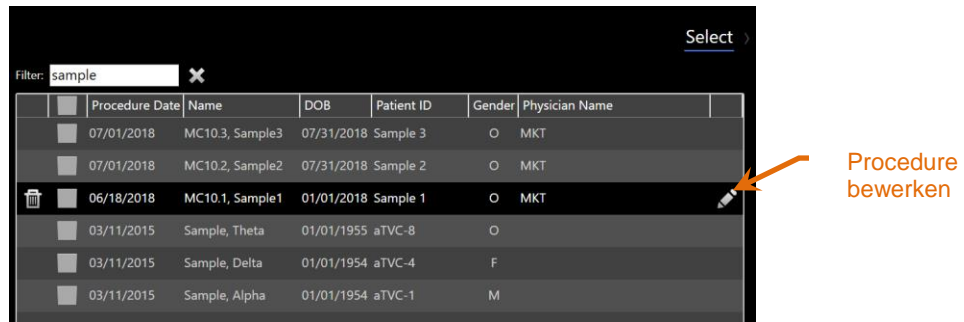 Select
Filter: sample
Procedure Date Name DOB Patient ID Gender Physician Name
07/01/2018 MC10.3, Sample3 07/31/2018 Sample 3 O MKT
07/01/2018 MC10.2, Sample2 07/31/2018 Sample 2 O MKT
06/18/2018 MC10.1, Sample1 01/01/2018 Sample 1 O MKT
03/11/2015 Sample, Theta 01/01/1955 aTVC-8 O
03/11/2015 Sample, Delta 01/01/1954 aTVC-4 F
03/11/2015 Sample, Alpha 01/01/1954 aTVC-1 M
Procedure
bewerken